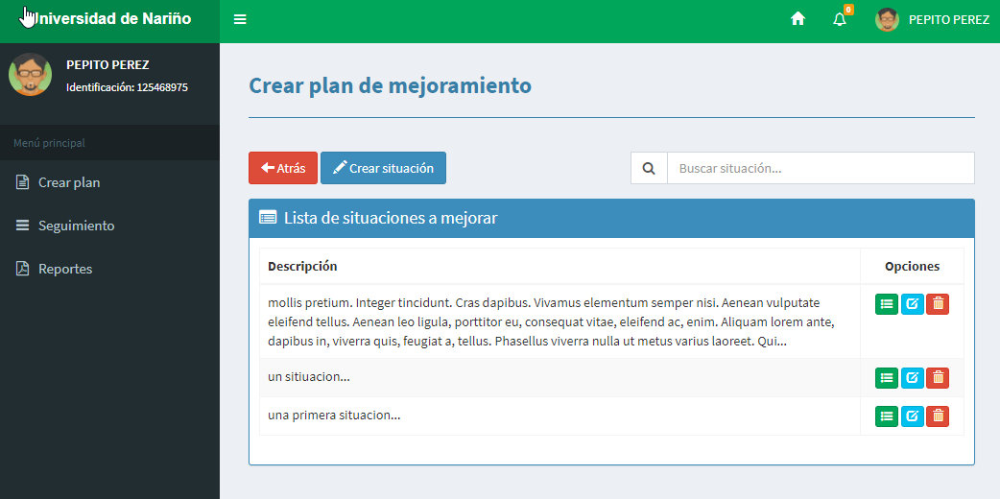 Universidad de Nariño
0
PEPITO PEREZ
PEPITO PEREZ
Identificación: 125468975
Menú principal
Crear plan
Seguimiento
Reportes
Crear plan de mejoramiento
Atrás
Crear situación
Buscar situación...
Lista de situaciones a mejorar
Descripción
Opciones
mollis pretium. Integer tincidunt. Cras dapibus. Vivamus elementum semper nisi. Aenean vulputate
eleifend tellus. Aenean leo ligula, porttitor eu, consequat vitae, eleifend ac, enim. Aliquam lorem ante,
dapibus in, viverra quis, feugiat a, tellus. Phasellus viverra nulla ut metus varius laoreet. Qui...
un sitiuacion...
una primera situacion...